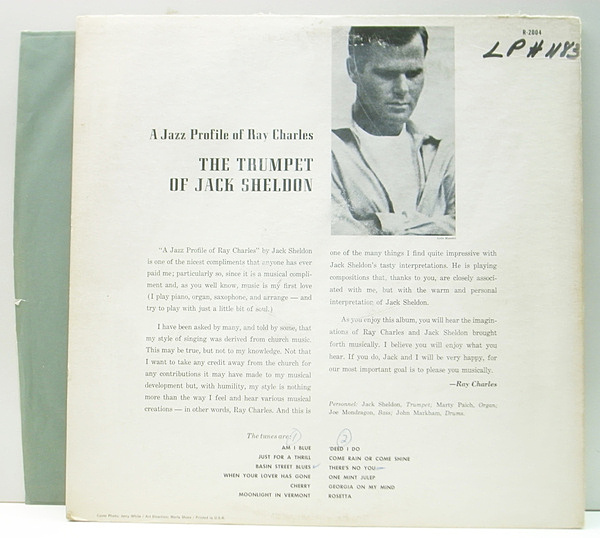 R-2004
LP # 1183
A Jazz Profile of Ray Charles
THE TRUMPET
OF JACK SHELDON
"A Jazz Profile of Ray Charles" by Jack Sheldon
is one of the nicest compliments that anyone has ever
paid me; particularly so, since it is a musical compli-
ment and, as you well know, music is my first love
(I play piano, organ, saxophone, and arrange — and
try to play with just a little bit of soul.)
I have been asked by many, and told by some, that
my style of singing was derived from church music.
This may be true, but not to my knowledge. Not that
I want to take any credit away from the church for
any contributions it may have made to my musical
development but, with humility, my style is nothing
more than the way I feel and hear various musical
creations — in other words, Ray Charles. And this is
one of the many things I find quite impressive with
Jack Sheldon's tasty interpretations. He is playing
compositions that, thanks to you, are closely associ-
ated with me, but with the warm and personal
interpretation of Jack Sheldon.
As you enjoy this album, you will hear the imagin-
ations of Ray Charles and Jack Sheldon brought
forth musically. I believe you will enjoy what you
hear. If you do, Jack and I will be very happy, for
our most important goal is to please you musically.
—Ray Charles
Personnel: Jack Sheldon, Trumpet; Marty Paich, Organ;
Joe Mondragon, Bass; John Markham, Drums.
The tunes are: 1
AM I BLUE
JUST FOR A THRILL
BASIN STREET BLUES
WHEN YOUR LOVER HAS GONE
CHERRY
MOONLIGHT IN VERMONT
2
'DEED I DO
COME RAIN OR COME SHINE
THERE'S NO YOU
ONE MINT JULEP
GEORGIA ON MY MIND
ROSETTA
Printed in U.S.A.